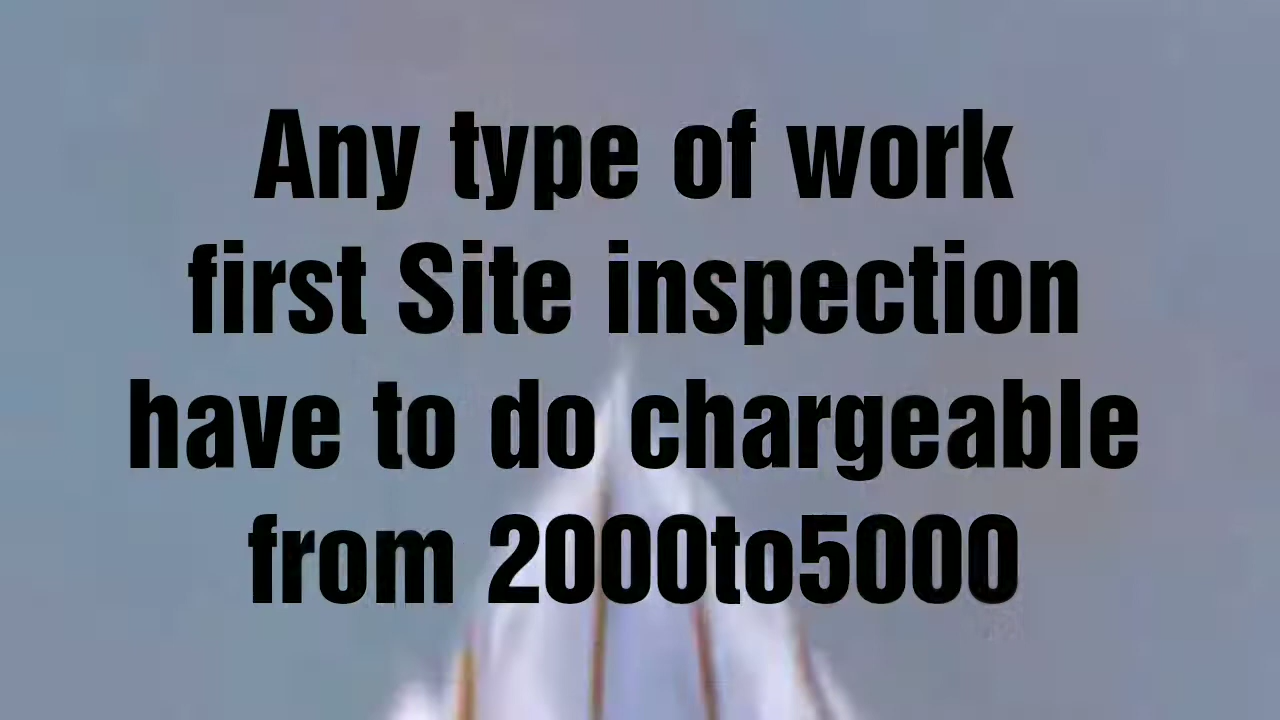 Any type of work
first Site inspection
have to do chargeable
from 2000to5000